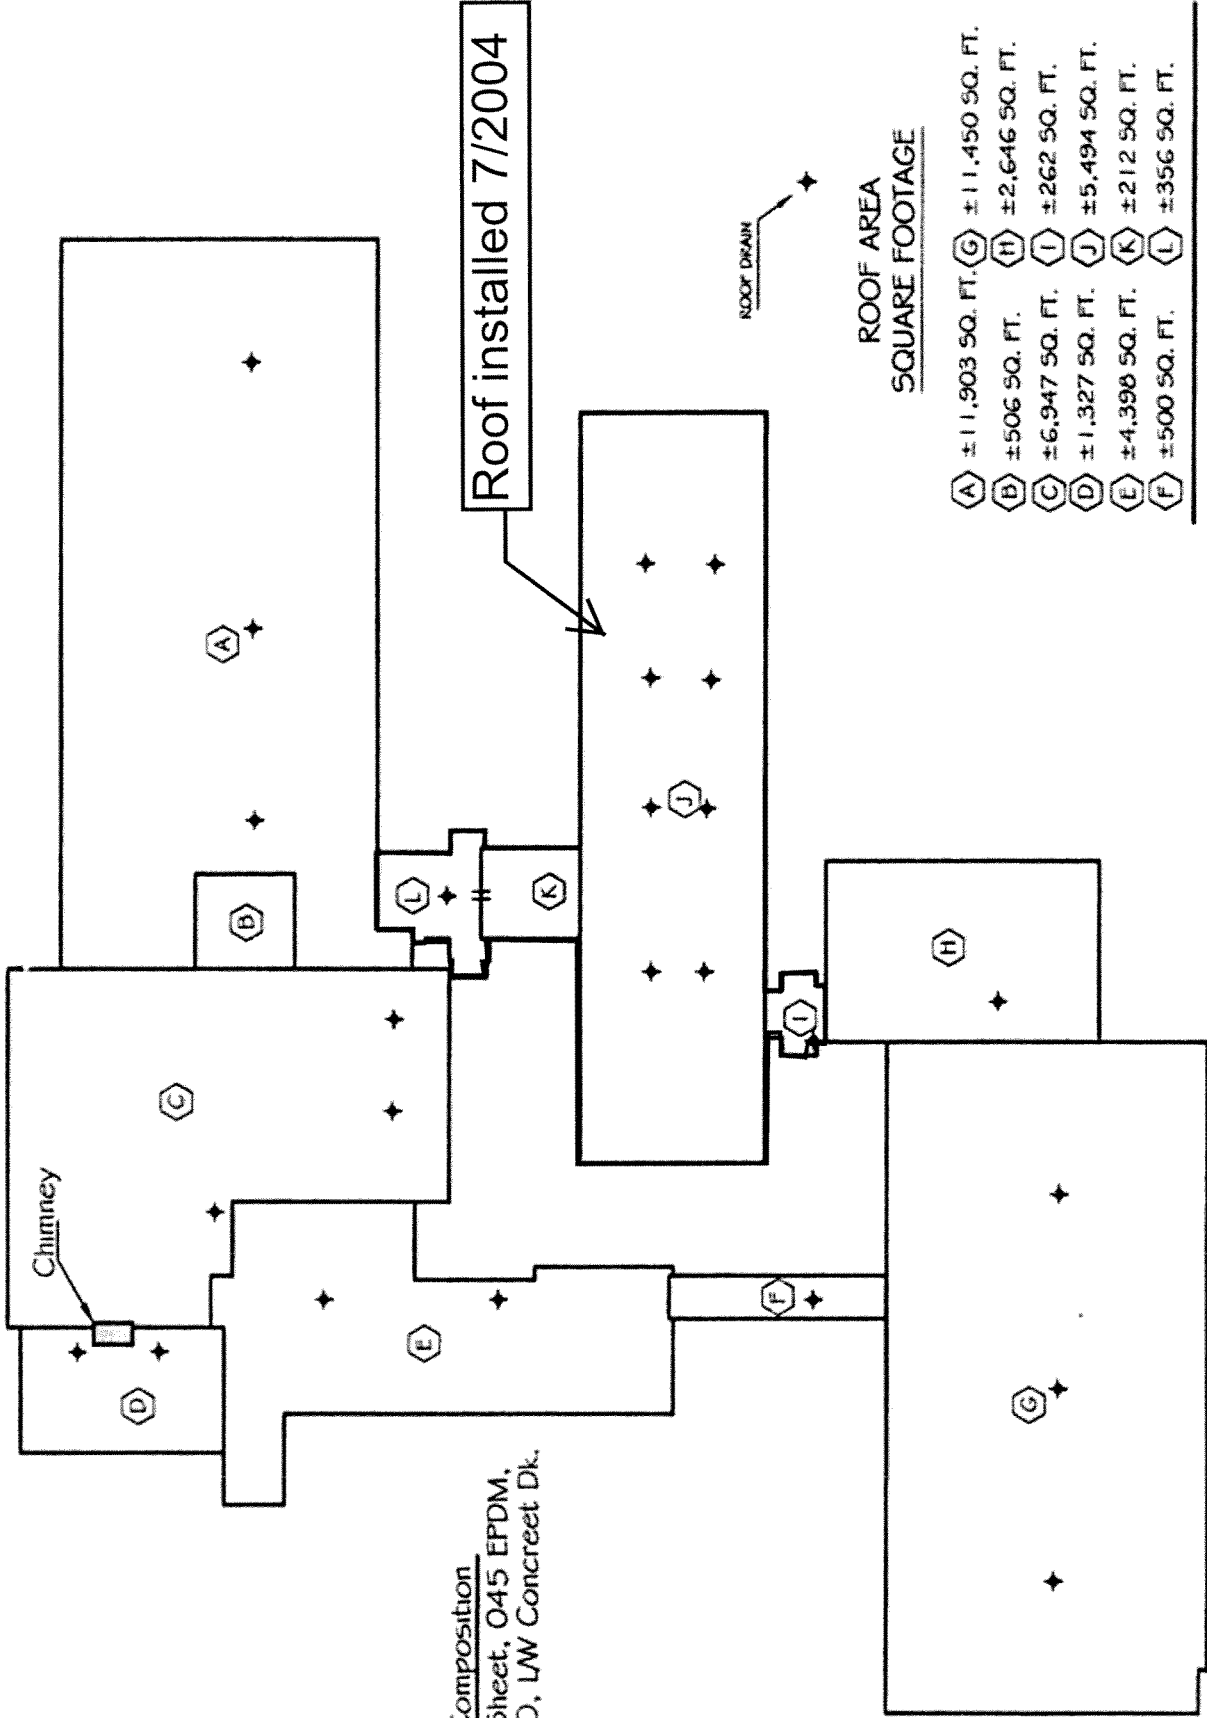 Roof installed 7/2004
ROOF DRAIN
ROOF AREA
SQUARE FOOTAGE
A ±11,903 SQ. FT. G ±11,450 SQ. FT.
B ±506 SQ. FT. H ±2,646 SQ. FT.
C ±6,947 SQ. FT. I ±262 SQ. FT.
D ±1,327 SQ. FT. J ±5,494 SQ. FT.
E ±4,398 SQ. FT. K ±212 SQ. FT.
F ±500 SQ. FT. L ±356 SQ. FT.
Chimney
A
B
C
D
E
F
G
H
I
J
K
L
Composition
Sheet, 045 EPDM,
LW Concreet Dk.